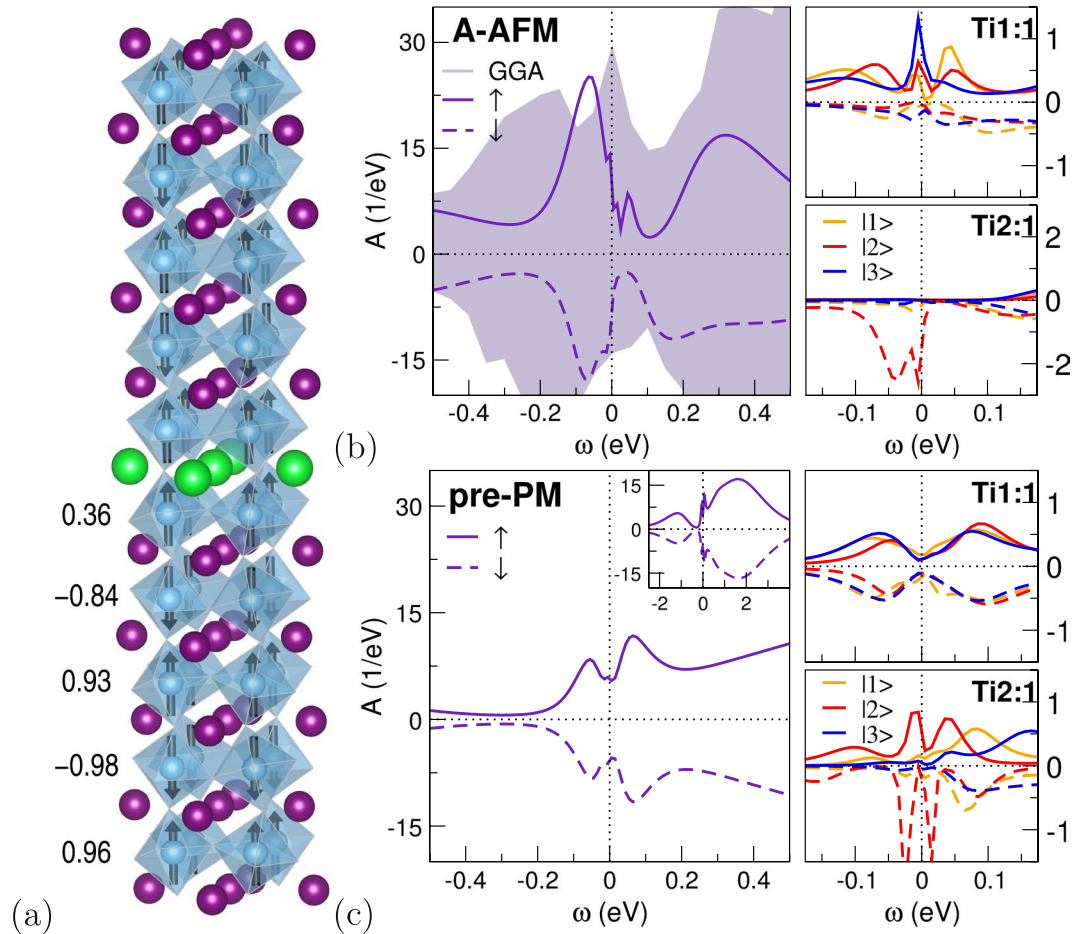 0.36
−0.84
0.93
−0.98
0.96
(a)
A-AFM
GGA
↑
↓
A (1/eV)
35
15
0
-15
-0.4 -0.2 0 0.2 0.4
ω (eV)
(b)
Ti1:1
1
0
-1
Ti2:1
|1>
|2>
|3>
2
0
-2
-0.1 0 0.1
ω (eV)
pre-PM
↑
↓
A (1/eV)
30
15
0
-15
-0.4 -0.2 0 0.2 0.4
ω (eV)
15
0
-15
-2 0 2
(c)
Ti1:1
1
0
-1
Ti2:1
|1>
|2>
|3>
1
0
-1
-0.1 0 0.1
ω (eV)